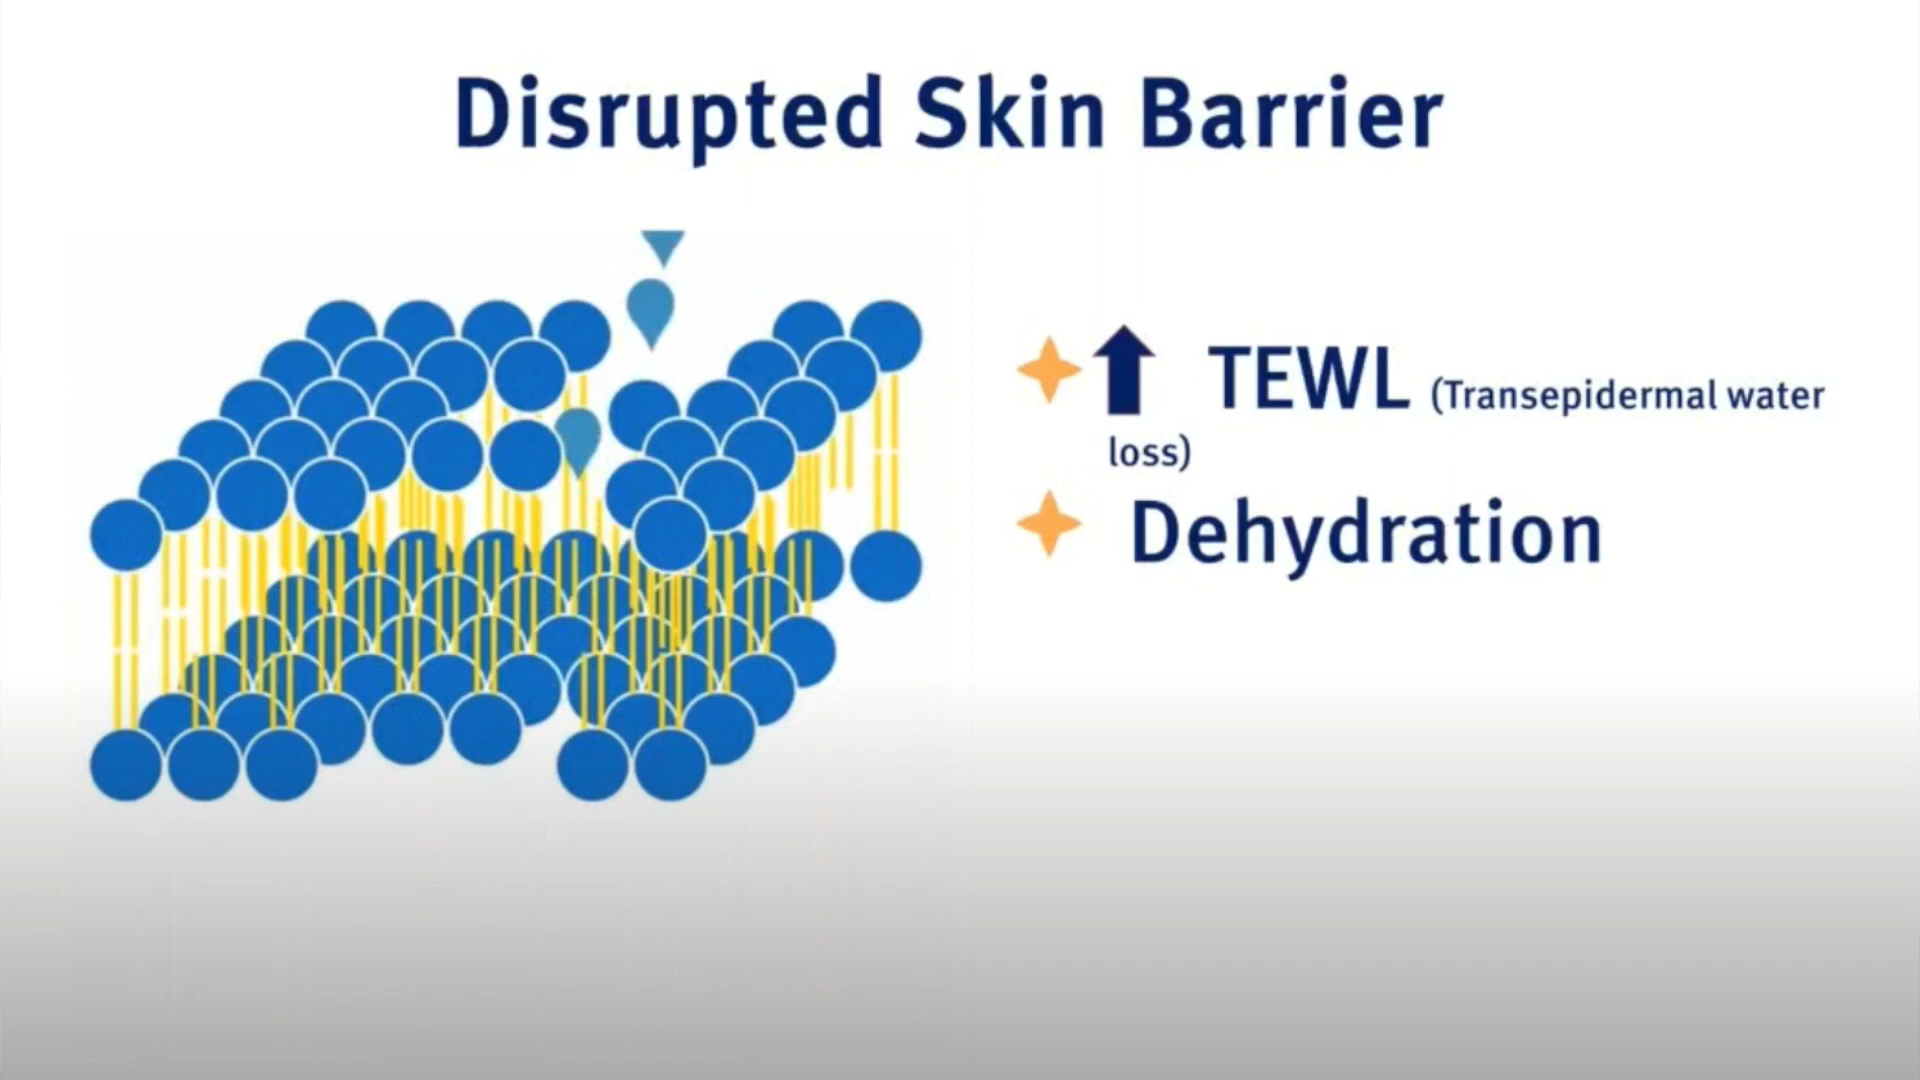 Disrupted Skin Barrier
TEWL (Transepidermal water
loss)
Dehydration